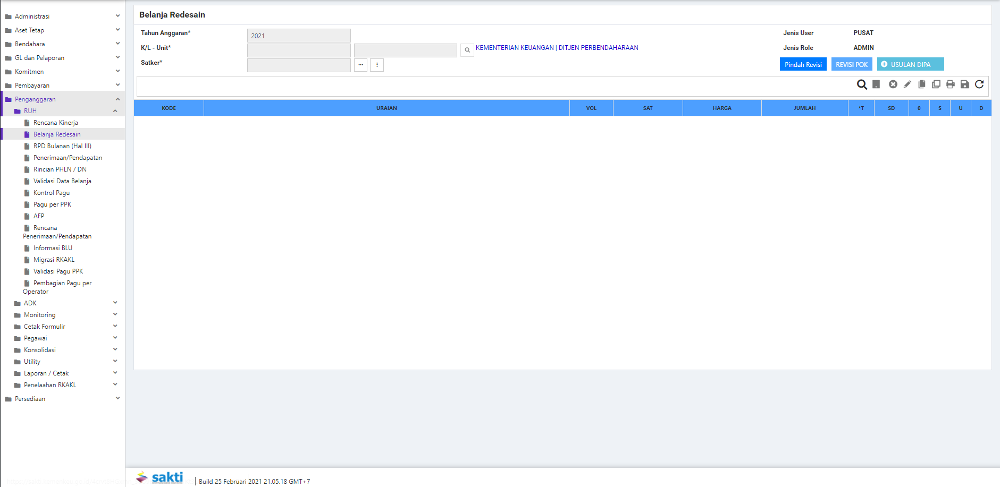 Administrasi
Aset Tetap
Bendahara
GL dan Pelaporan
Komitmen
Pembayaran
Penganggaran
RUH
Rencana Kinerja
Belanja Redesain
RPD Bulanan (Hal III)
Penerimaan/Pendapatan
Rincian PHLN / DN
Validasi Data Belanja
Kontrol Pagu
Pagu per PPK
AFP
Rencana
Penerimaan/Pendapatan
Informasi BLU
Migrasi RKAKL
Validasi Pagu PPK
Pembagian Pagu per
Operator
ADK
Monitoring
Cetak Formulir
Pegawai
Konsolidasi
Utility
Laporan / Cetak
Penelaahan RKAKL
Persediaan
Belanja Redesain
Tahun Anggaran* 2021
K/L - Unit* KEMENTERIAN KEUANGAN | DITJEN PERBENDAHARAAN
Satker*
Jenis User PUSAT
Jenis Role ADMIN
Pindah Revisi REVISI POK USULAN DIPA
KODE URAIAN VOL SAT HARGA JUMLAH *T SD 0 S U D
sakti Build 25 Februari 2021 21.05.18 GMT+7